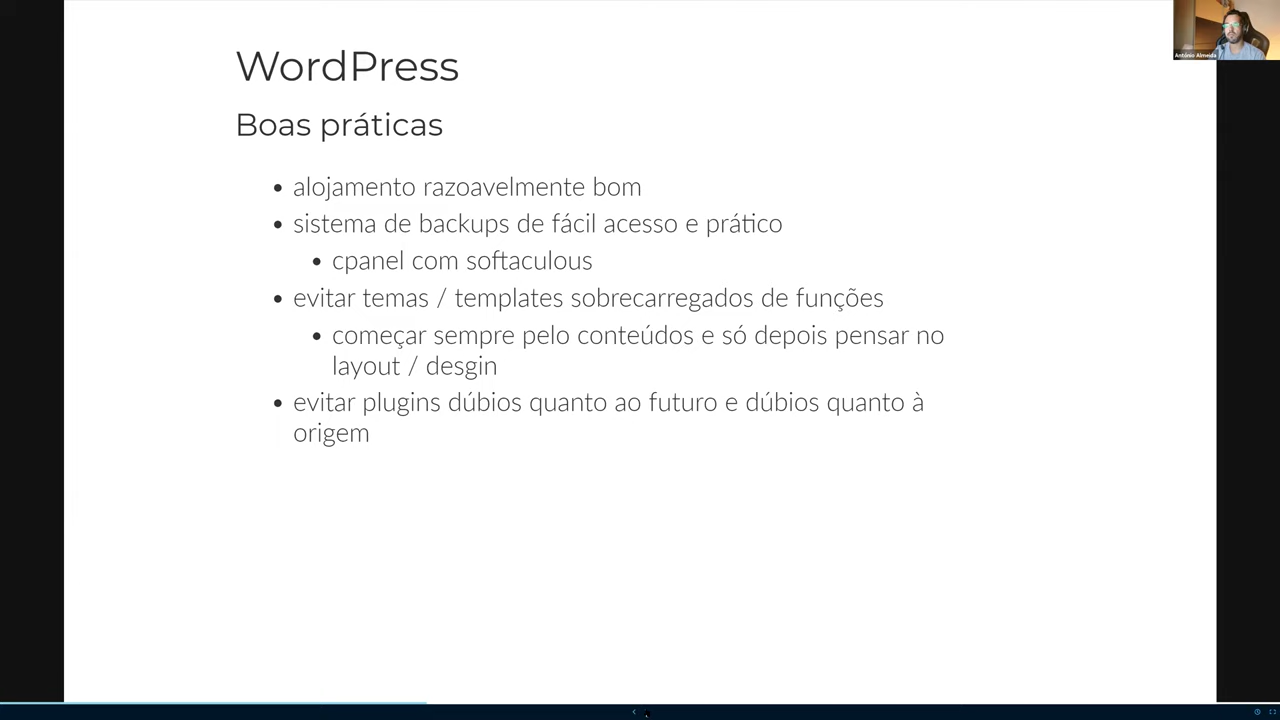 WordPress
Boas práticas
• alojamento razoavelmente bom
• sistema de backups de fácil acesso e prático
• cpanel com softaculous
• evitar temas / templates sobrecarregados de funções
• começar sempre pelo conteúdos e só depois pensar no
layout / desgin
• evitar plugins dúbios quanto ao futuro e dúbios quanto à
origem
António Almeida